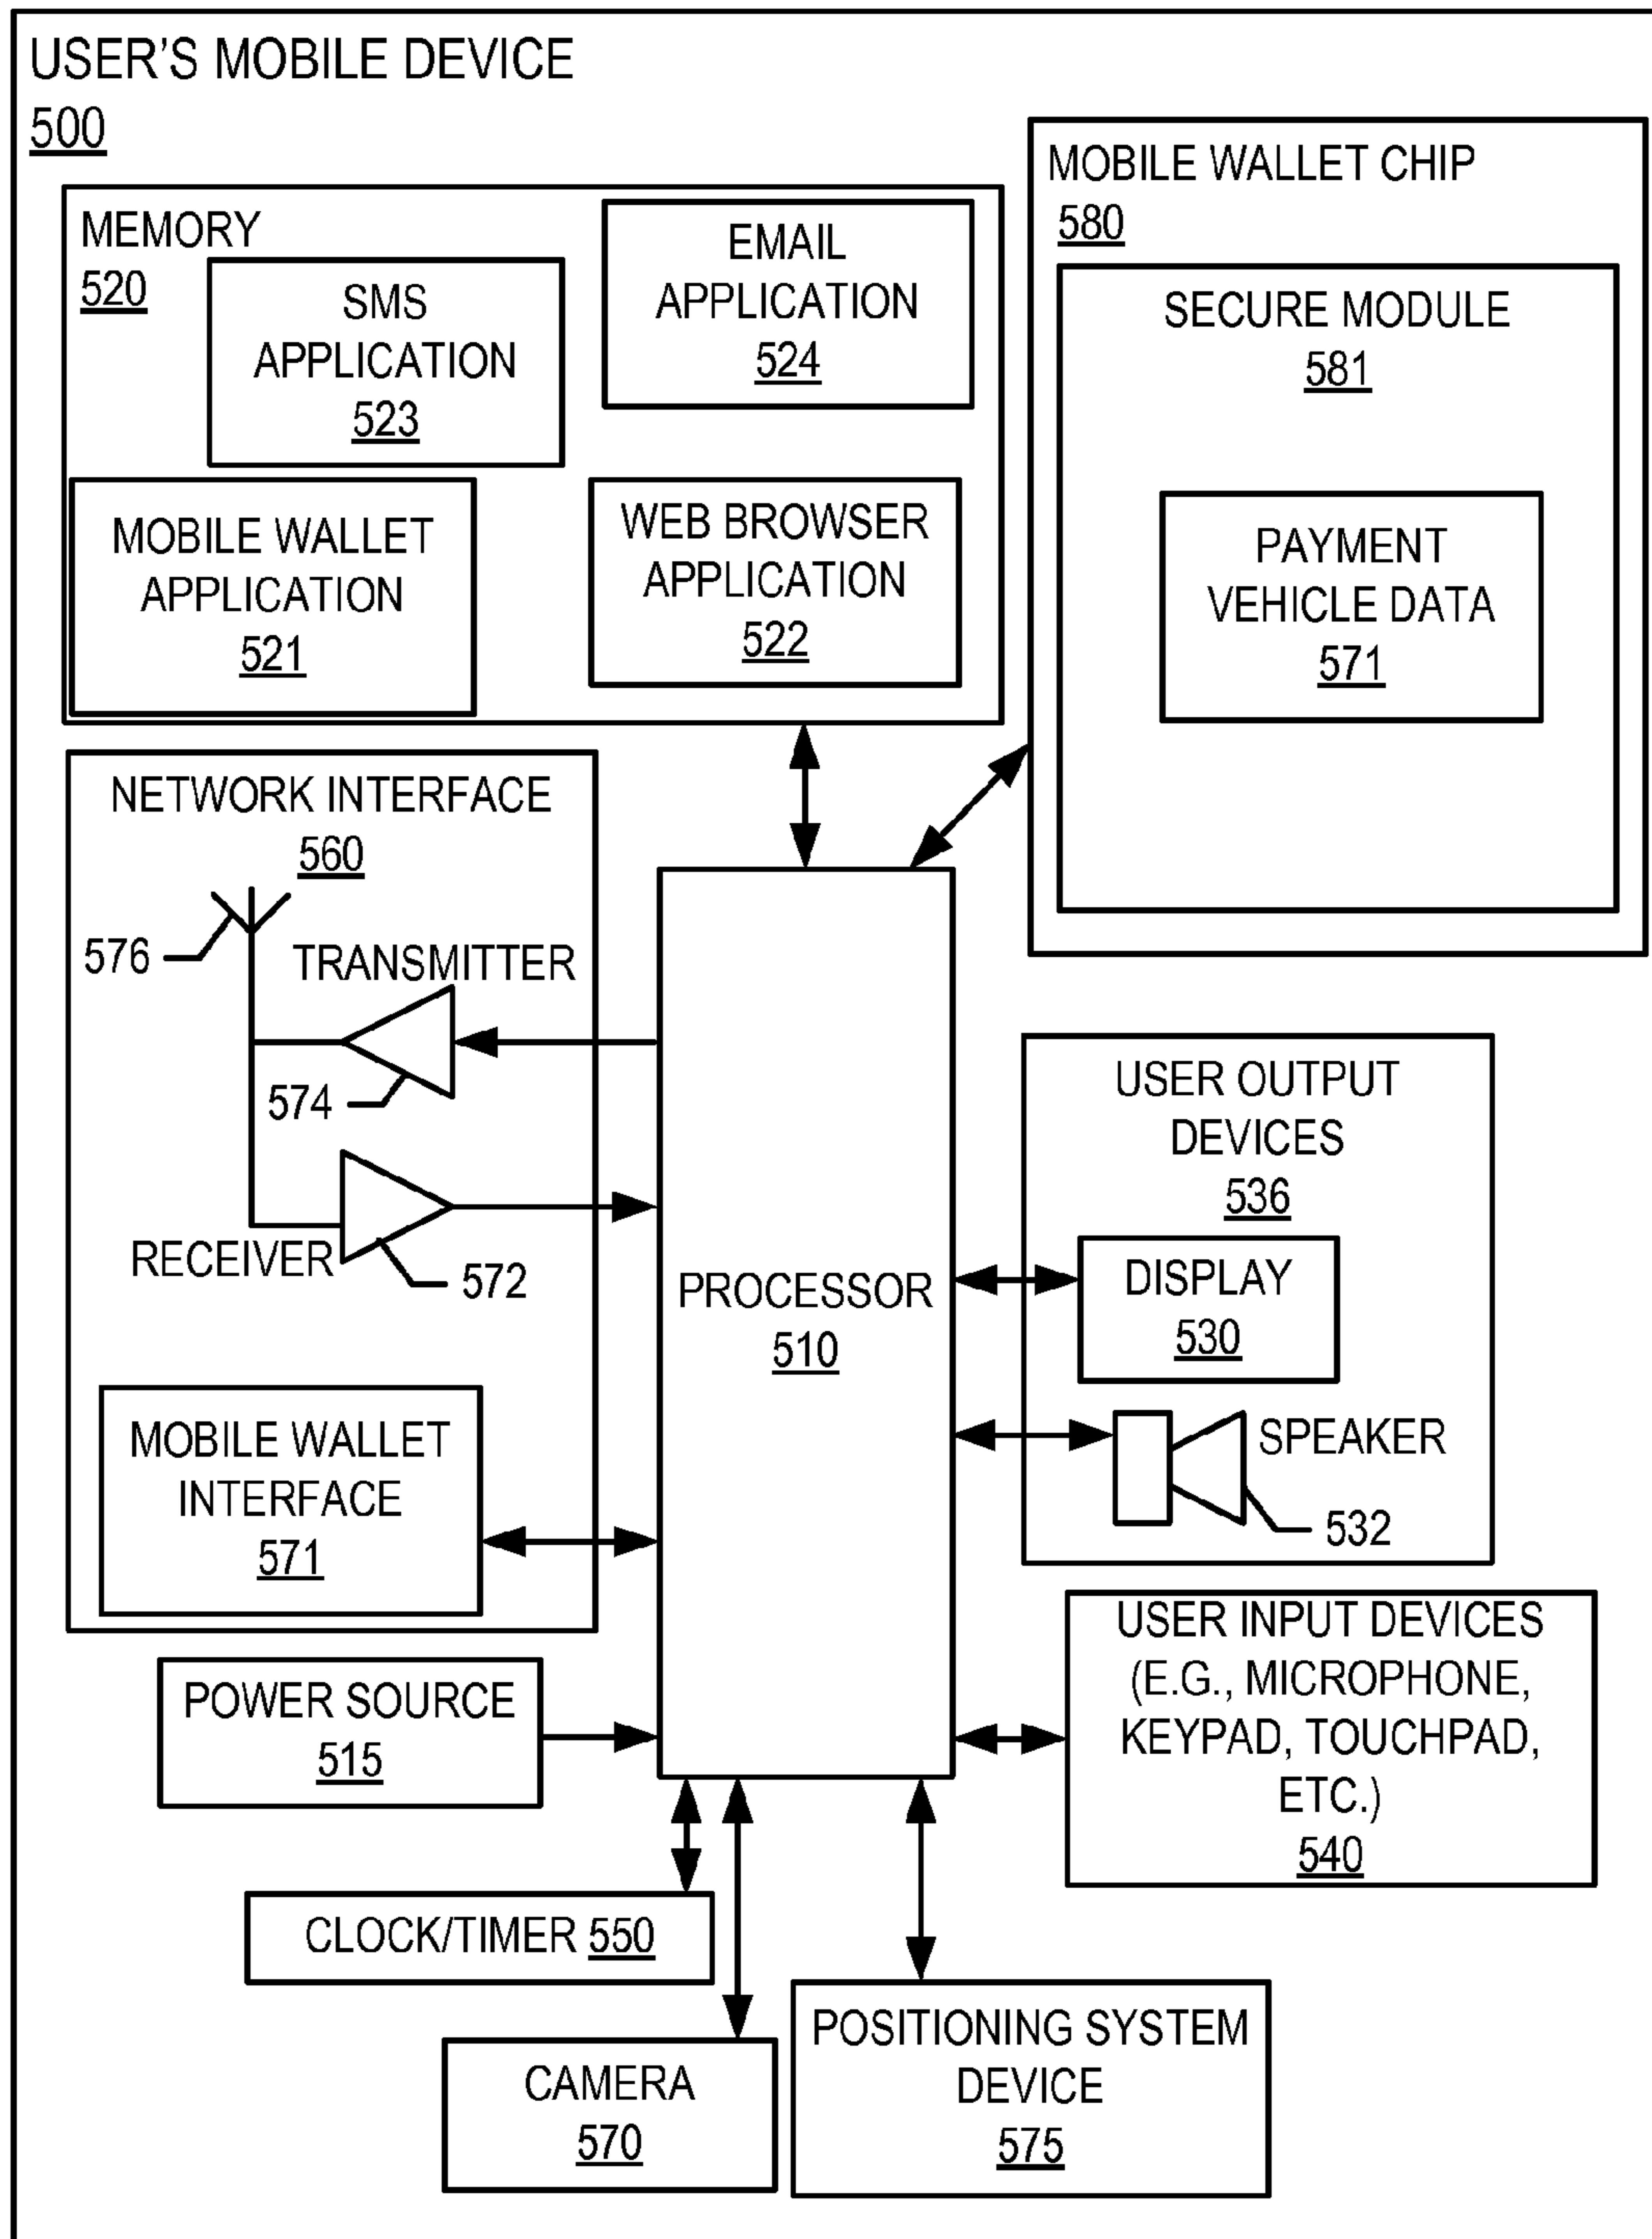 USER'S MOBILE DEVICE
500
MEMORY
520
SMS
APPLICATION
523
EMAIL
APPLICATION
524
MOBILE WALLET
APPLICATION
521
WEB BROWSER
APPLICATION
522
MOBILE WALLET CHIP
580
SECURE MODULE
581
PAYMENT
VEHICLE DATA
571
NETWORK INTERFACE
560
576
TRANSMITTER
574
RECEIVER
572
MOBILE WALLET
INTERFACE
571
PROCESSOR
510
USER OUTPUT
DEVICES
536
DISPLAY
530
SPEAKER
532
POWER SOURCE
515
USER INPUT DEVICES
(E.G., MICROPHONE,
KEYPAD, TOUCHPAD,
ETC.)
540
CLOCK/TIMER 550
CAMERA
570
POSITIONING SYSTEM
DEVICE
575